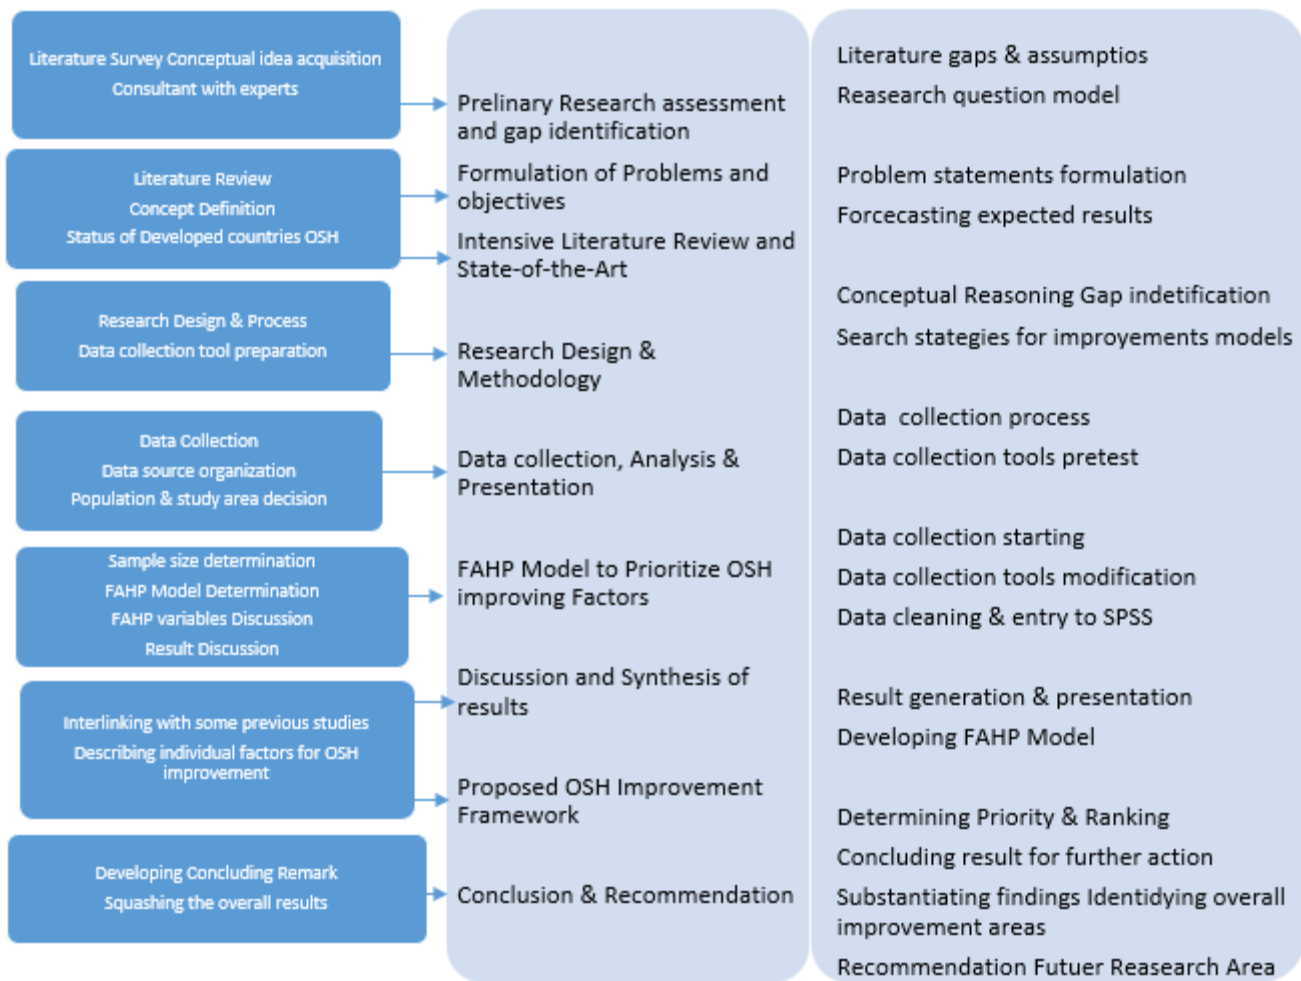 Literature Survey Conceptual idea acquisition
Consultant with experts
Literature Review
Concept Definition
Status of Developed countries OSH
Research Design & Process
Data collection tool preparation
Data Collection
Data source organization
Population & study area decision
Sample size determination
FAHP Model Determination
FAHP variables Discussion
Result Discussion
Interlinking with some previous studies
Describing individual factors for OSH
improvement
Developing Concluding Remark
Squashing the overall results
Prelinary Research assessment
and gap identification
Formulation of Problems and
objectives
Intensive Literature Review and
State-of-the-Art
Research Design &
Methodology
Data collection, Analysis &
Presentation
FAHP Model to Prioritize OSH
improving Factors
Discussion and Synthesis of
results
Proposed OSH Improvement
Framework
Conclusion & Recommendation
Literature gaps & assumptios
Reasearch question model
Problem statements formulation
Forcecasting expected results
Conceptual Reasoning Gap indetification
Search stategies for improyements models
Data collection process
Data collection tools pretest
Data collection starting
Data collection tools modification
Data cleaning & entry to SPSS
Result generation & presentation
Developing FAHP Model
Determining Priority & Ranking
Concluding result for further action
Substantiating findings Identidying overall
improvement areas
Recommendation Futuer Reasearch Area